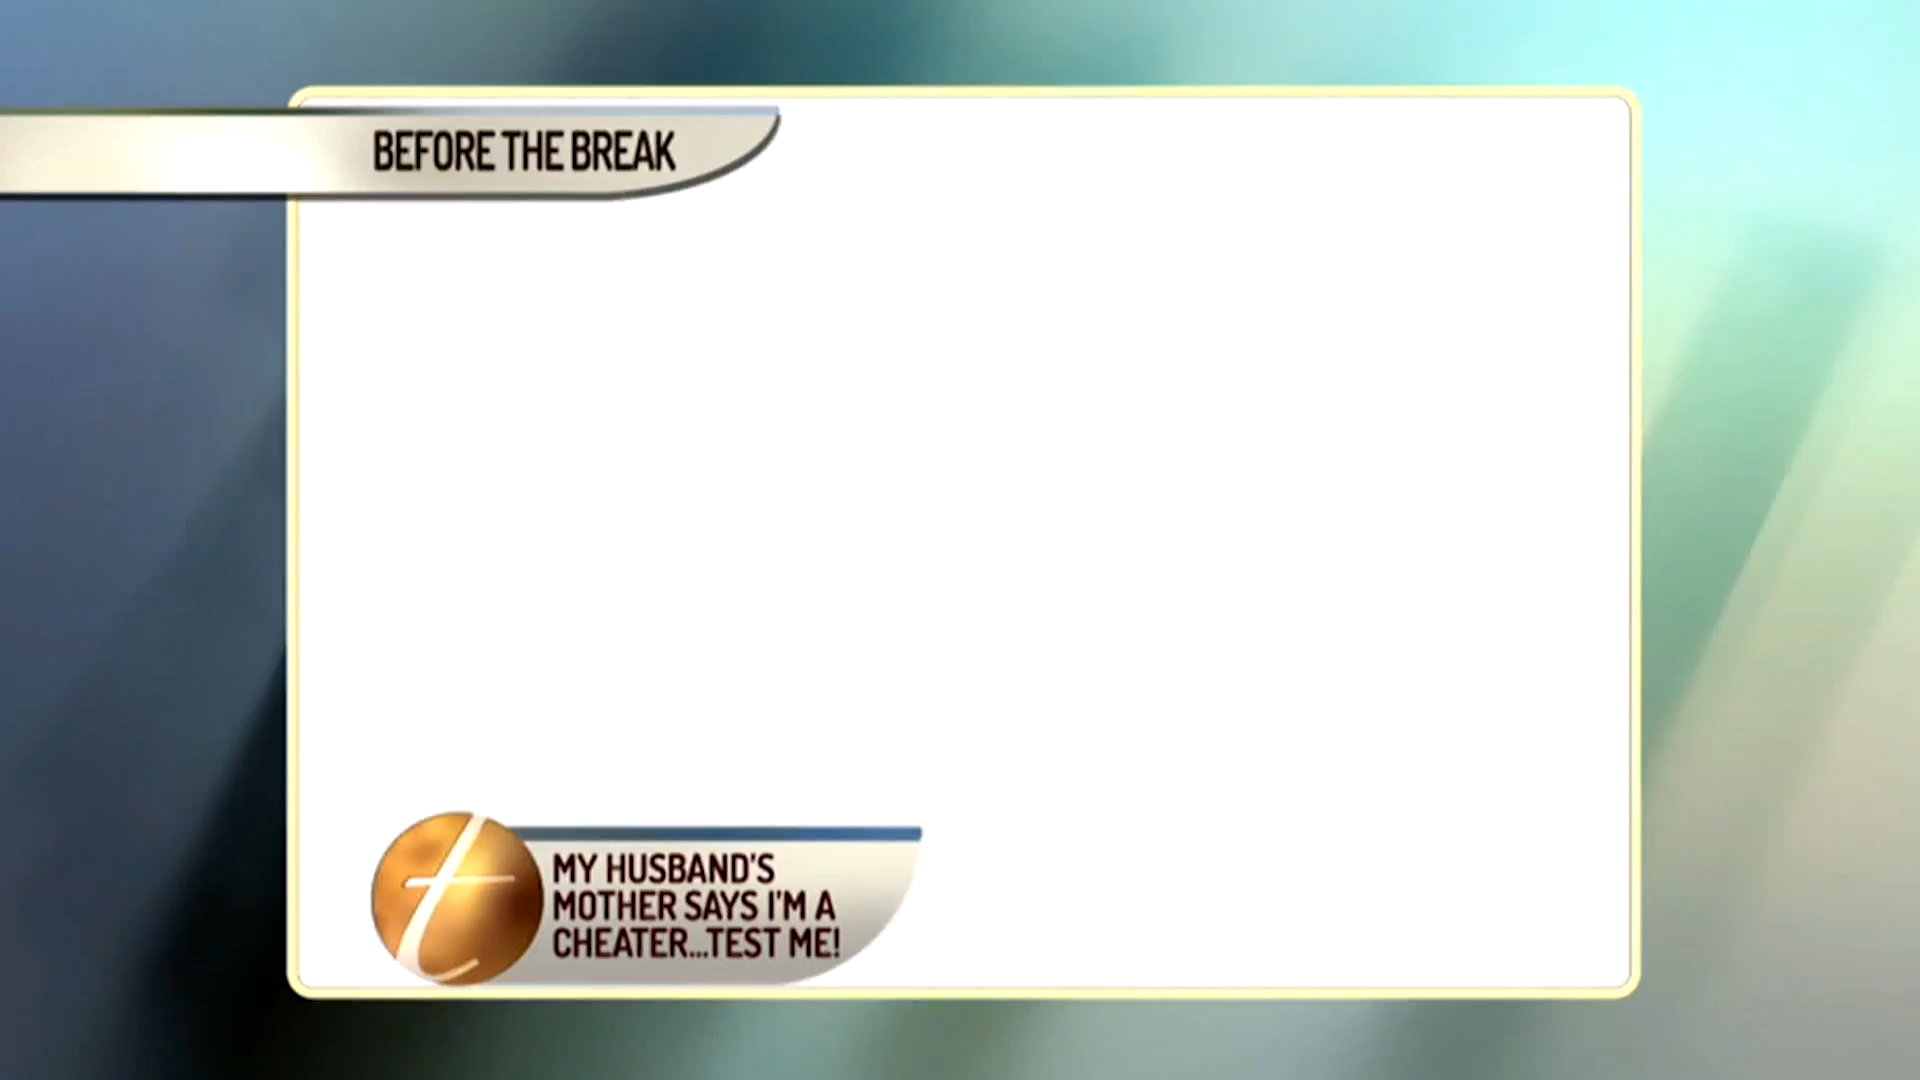 BEFORE THE BREAK
t
MY HUSBAND'S
MOTHER SAYS I'M A
CHEATER...TEST ME!